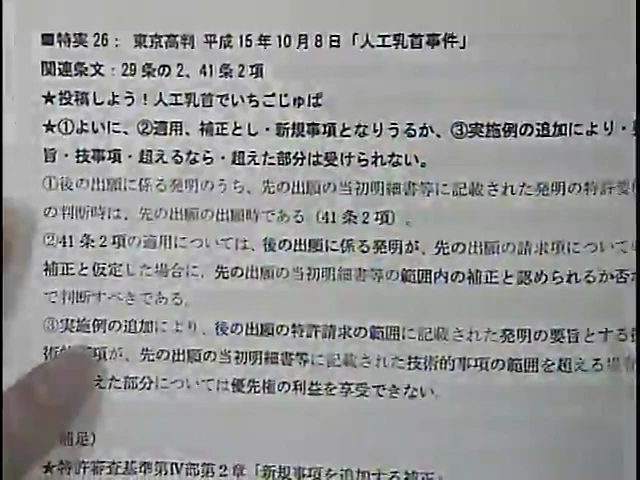 ■特実26: 東京高判 平成15年10月8日「人工乳首事件」
関連条文:29条の2、41条2項
★投稿しよう!人工乳首でいちごじゅぱ
★①よいに、②適用、補正とし・新規事項となりうるか、③実施例の追加により・
旨・技事項・超えるなら・超えた部分は受けられない。
①後の出願に係る発明のうち、先の出願の当初明細書等に記載された発明の特許要
の判断時は、先の出願の出願時である(41条2項)。
②41条2項の適用については、後の出願に係る発明が、先の出願の請求項について
補正と仮定した場合に、先の出願の当初明細書等の範囲内の補正と認められるか否
で判断すべきである。
③実施例の追加により、後の出願の特許請求の範囲に記載された発明の要旨とする
術 項が、先の出願の当初明細書等に記載された技術的事項の範囲を超える場合
えた部分については優先権の利益を享受できない。
補足)
★特許審査基準第Ⅳ部第2章「新規事項を追加する補正」